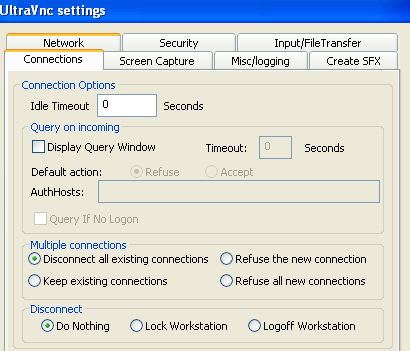 UltraVnc settings
Network Security Input/FileTransfer
Connections Screen Capture Misc/logging Create SFX
Connection Options
Idle Timeout 0 Seconds
Query on incoming
Display Query Window Timeout: 0 Seconds
Default action: Refuse Accept
AuthHosts:
Query If No Logon
Multiple connections
Disconnect all existing connections Refuse the new connection
Keep existing connections Refuse all new connections
Disconnect
Do Nothing Lock Workstation Logoff Workstation